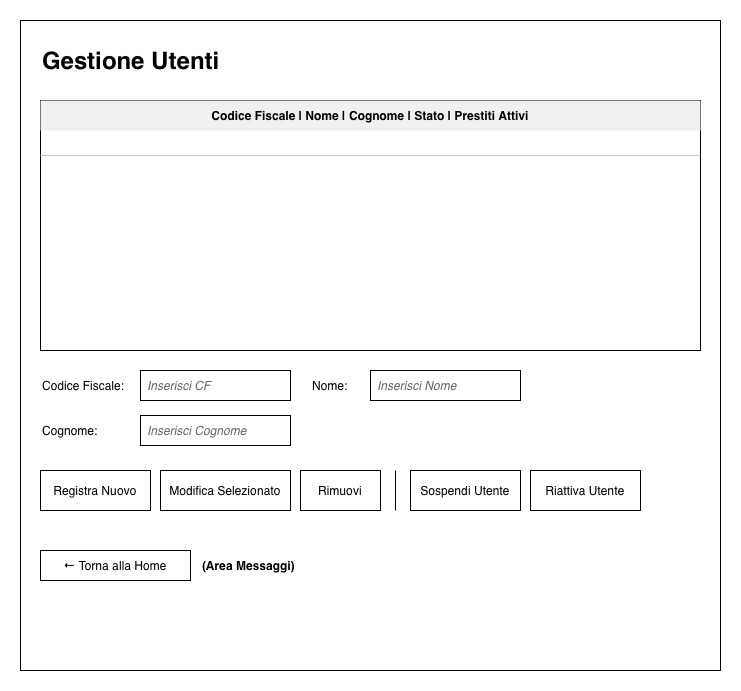 Gestione Utenti
Codice Fiscale | Nome | Cognome | Stato | Prestiti Attivi
Codice Fiscale: Inserisci CF Nome: Inserisci Nome
Cognome: Inserisci Cognome
Registra Nuovo Modifica Selezionato Rimuovi Sospendi Utente Riattiva Utente
← Torna alla Home (Area Messaggi)